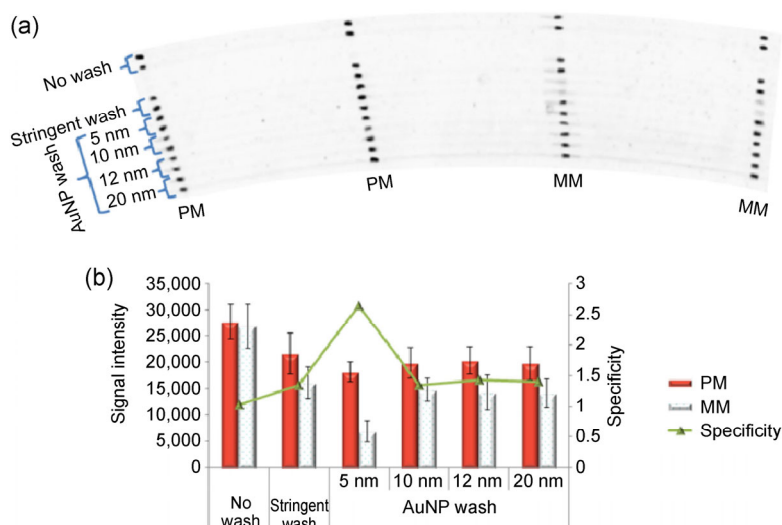 (a)
No wash
Stringent wash
AuNP wash
5 nm
10 nm
12 nm
20 nm
PM
PM
MM
MM
(b)
Signal intensity
35,000
30,000
25,000
20,000
15,000
10,000
5,000
0
3
2.5
2
1.5
1
0.5
0
Specificity
PM
MM
Specificity
5 nm 10 nm 12 nm 20 nm
No
wash
Stringent
wash
AuNP wash